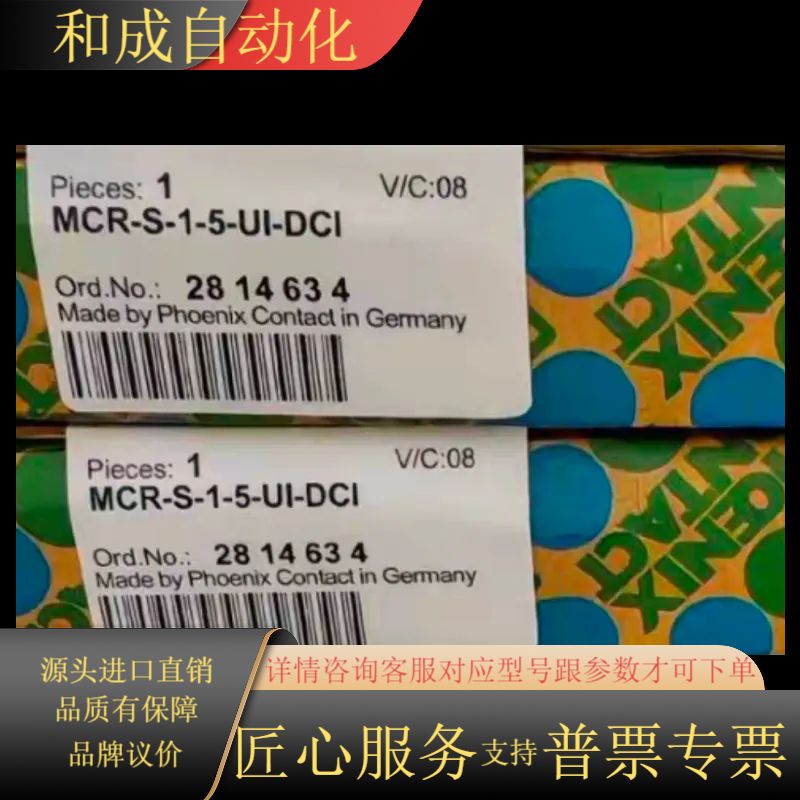 和成自动化
Pieces: 1
V/C:08
MCR-S-1-5-UI-DCI
Ord.No.: 28 14 63 4
Made by Phoenix Contact in Germany
OENIX
NTACT
Pieces: 1
V/C:08
MCR-S-1-5-UI-DCI
Ord.No.: 28 14 63 4
Made by Phoenix Contact in Germany
OENIX
NTACT
源头进口直销
品质有保障
品牌议价
详情咨询客服对应型号跟参数才可下单
匠心服务支持普票专票